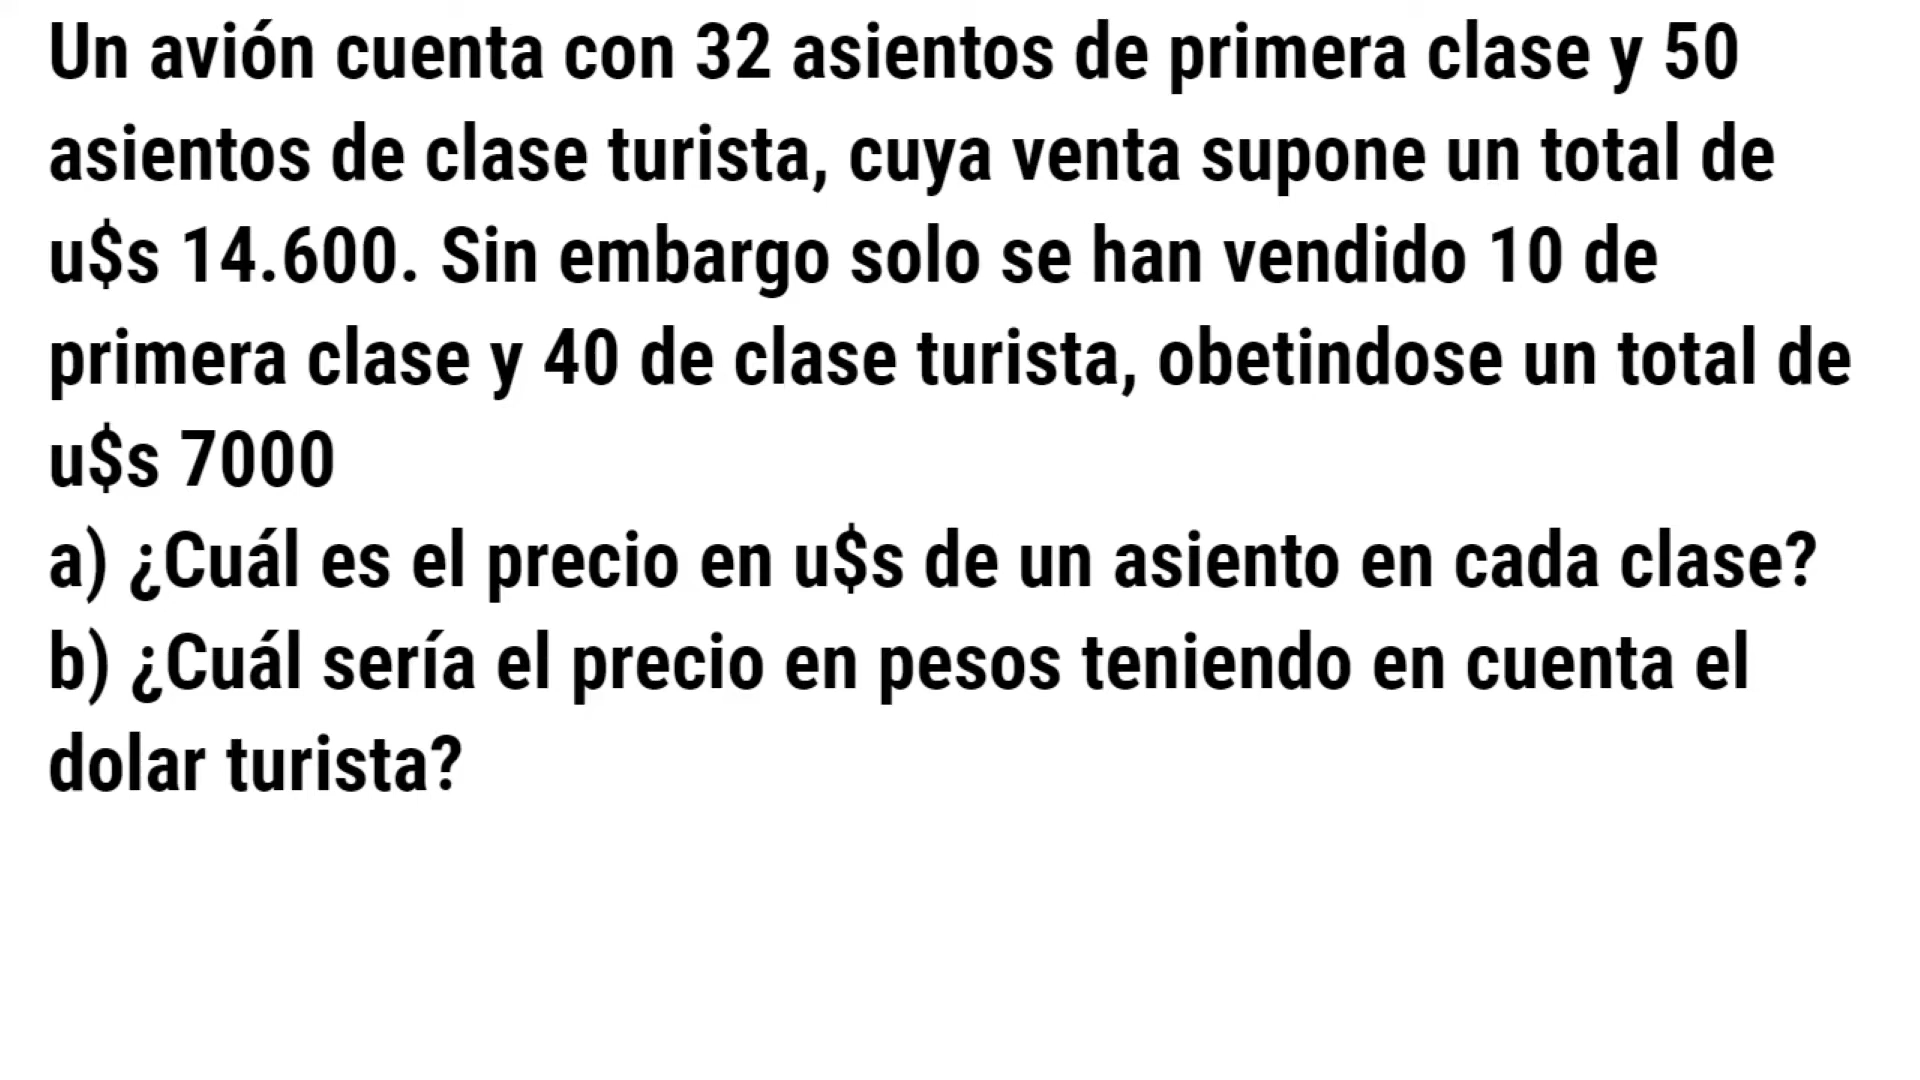 Un avión cuenta con 32 asientos de primera clase y 50
asientos de clase turista, cuya venta supone un total de
u$s 14.600. Sin embargo solo se han vendido 10 de
primera clase y 40 de clase turista, obetindose un total de
u$s 7000
a) ¿Cuál es el precio en u$s de un asiento en cada clase?
b) ¿Cuál sería el precio en pesos teniendo en cuenta el
dolar turista?